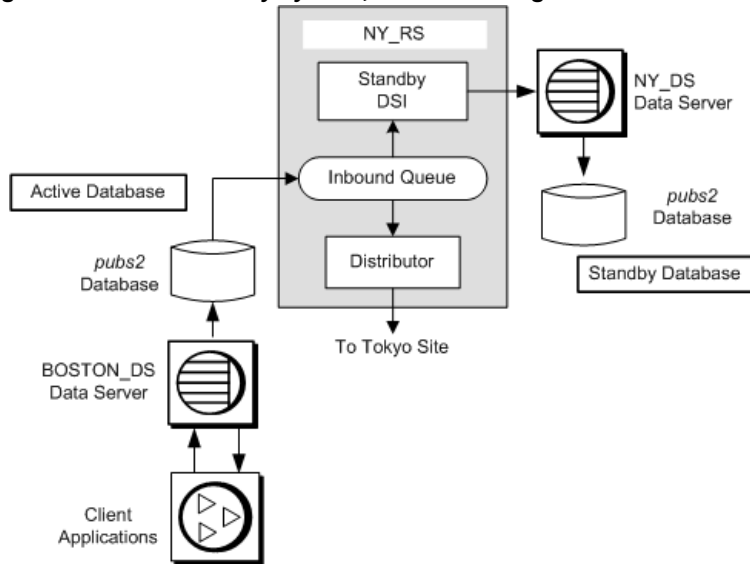 NY_RS
Standby
DSI
NY_DS
Data Server
Inbound Queue
Active Database
pubs2
Database
pubs2
Database
Distributor
Standby Database
To Tokyo Site
BOSTON_DS
Data Server
Client
Applications